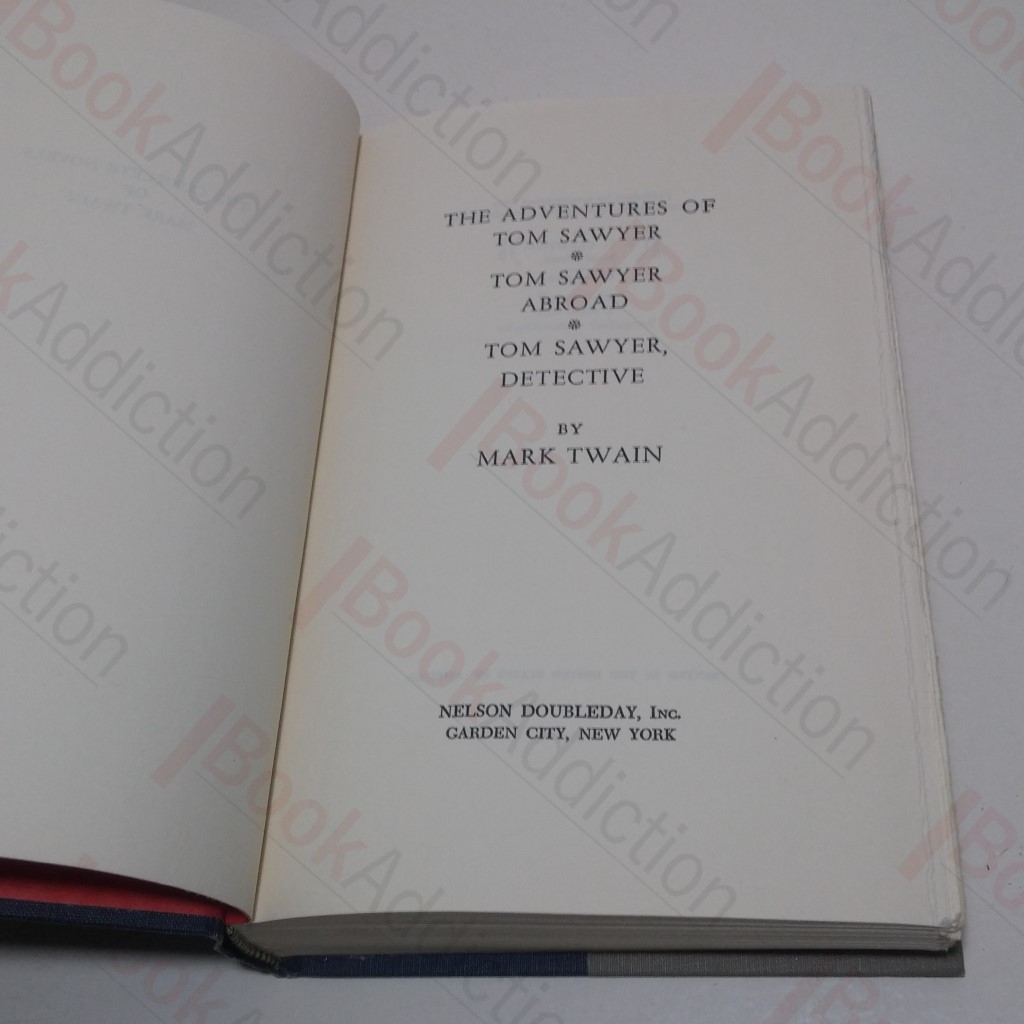 THE ADVENTURES OF
TOM SAWYER
TOM SAWYER
ABROAD
TOM SAWYER,
DETECTIVE
BY
MARK TWAIN
NELSON DOUBLEDAY, INC.
GARDEN CITY, NEW YORK
BookAddiction